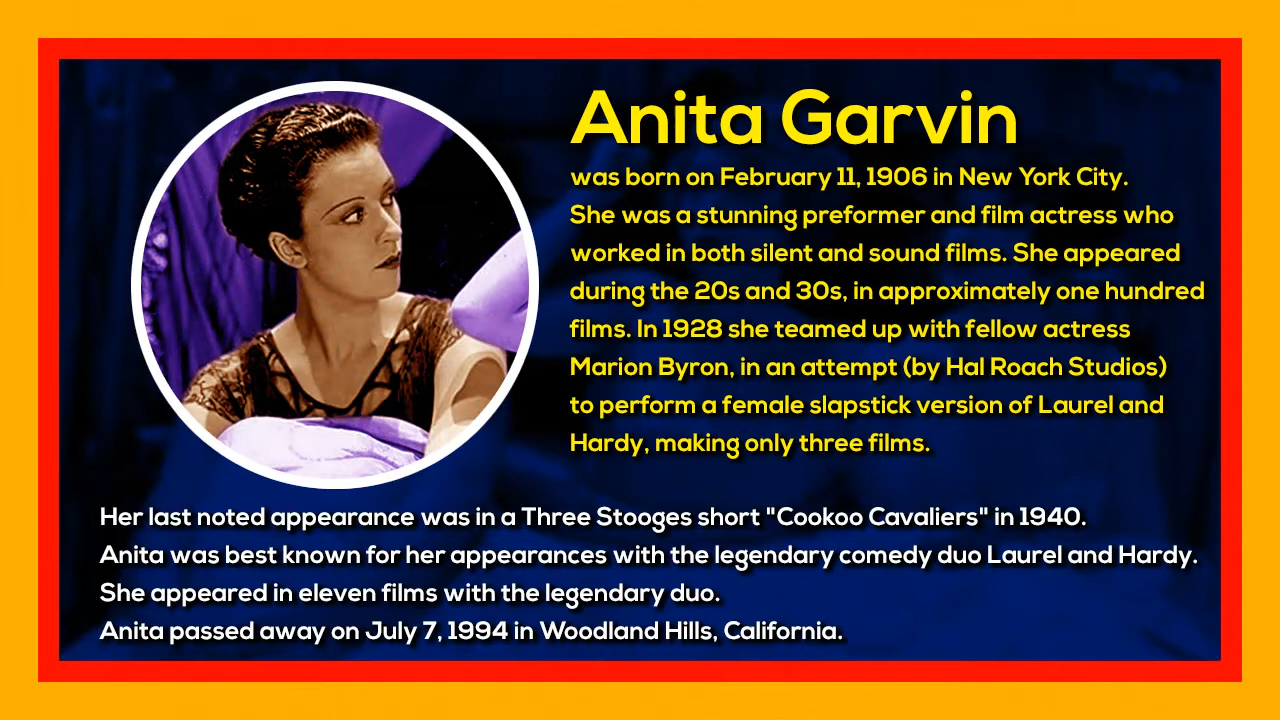 Anita Garvin
was born on February 11, 1906 in New York City.
She was a stunning preformer and film actress who
worked in both silent and sound films. She appeared
during the 20s and 30s, in approximately one hundred
films. In 1928 she teamed up with fellow actress
Marion Byron, in an attempt (by Hal Roach Studios)
to perform a female slapstick version of Laurel and
Hardy, making only three films.
Her last noted appearance was in a Three Stooges short "Cookoo Cavaliers" in 1940.
Anita was best known for her appearances with the legendary comedy duo Laurel and Hardy.
She appeared in eleven films with the legendary duo.
Anita passed away on July 7, 1994 in Woodland Hills, California.